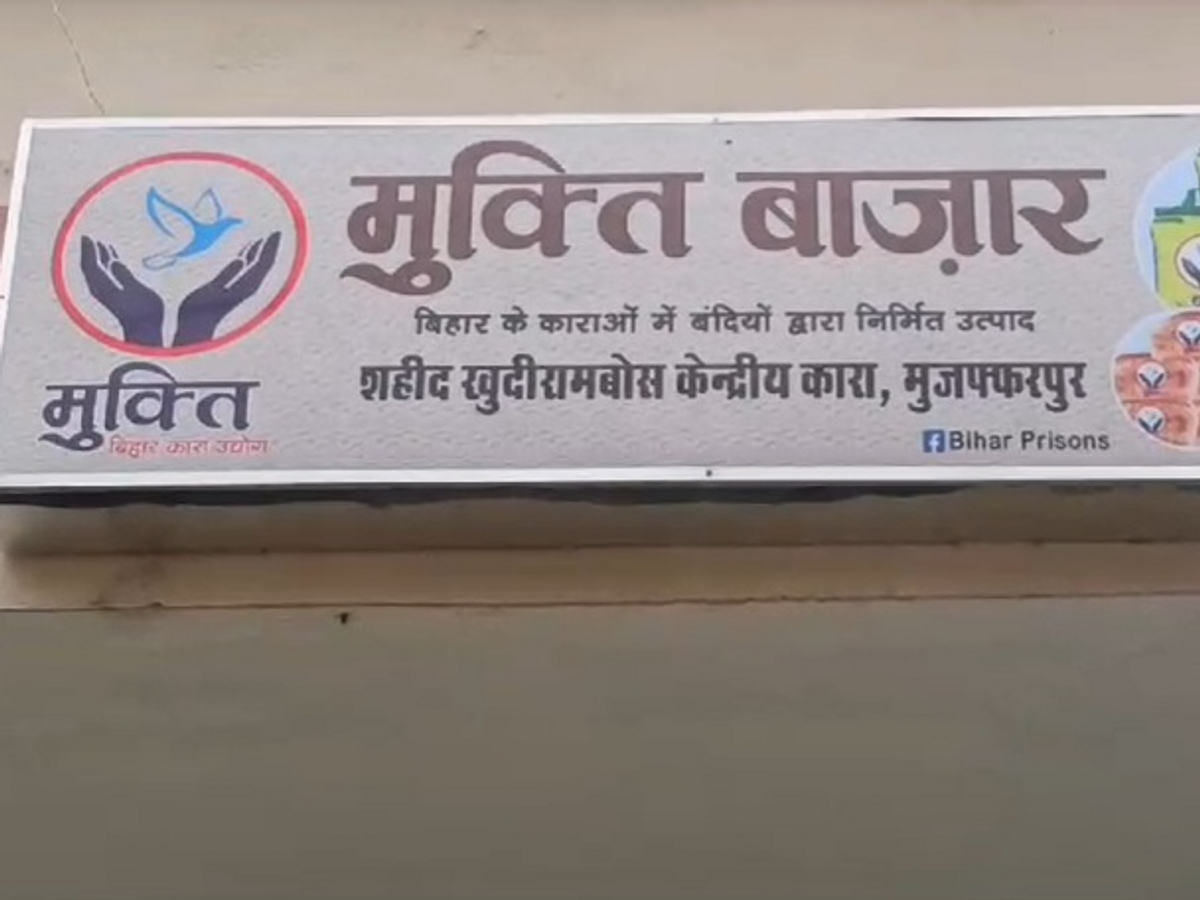 मुक्ति बाज़ार
बिहार के काराओं में बंदियों द्वारा निर्मित उत्पाद
शहीद खुदीरामबोस केन्द्रीय कारा, मुजफ्फरपुर
Bihar Prisons
मुक्ति
बिहार कारा उद्योग